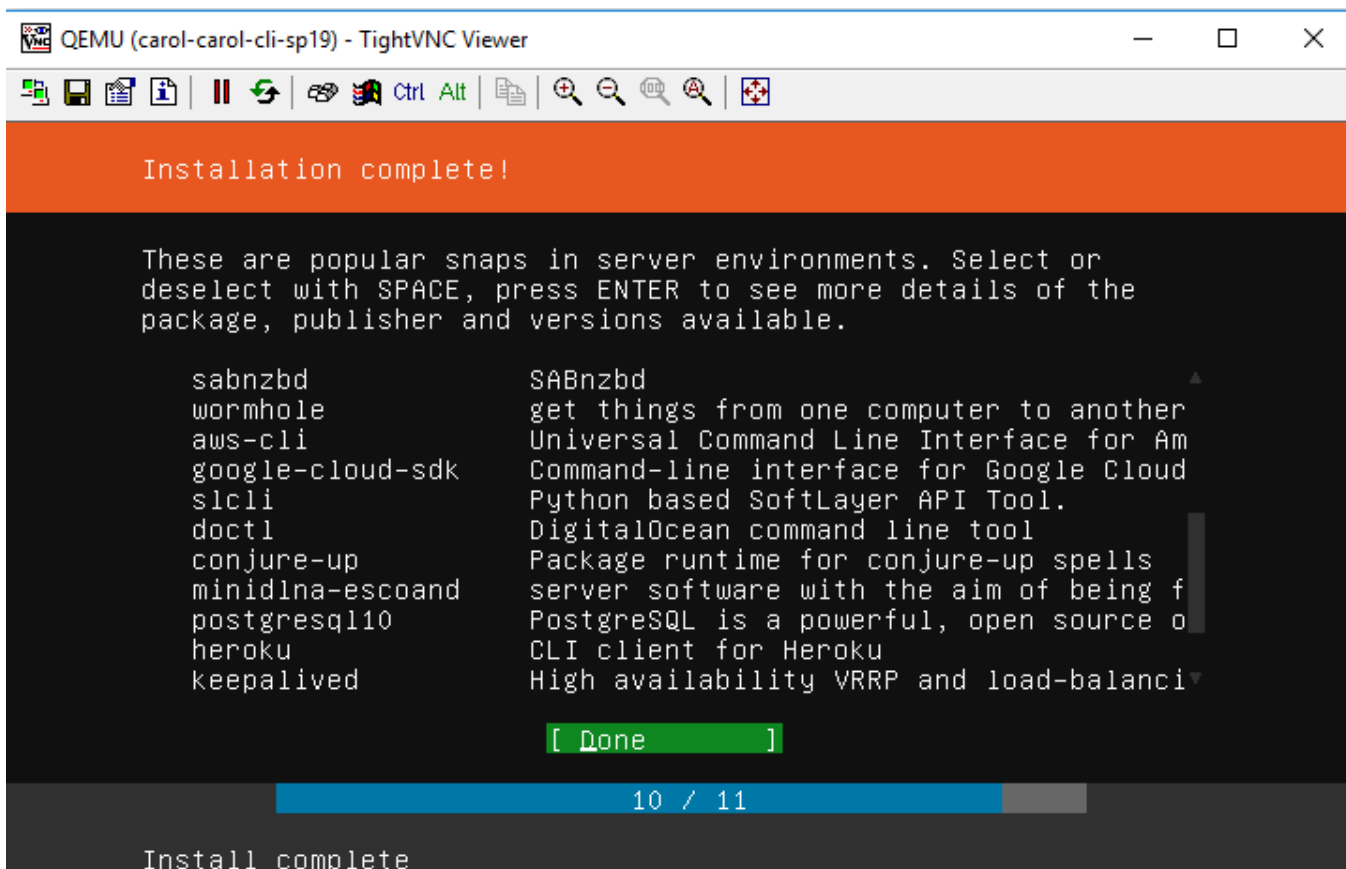 QEMU (carol-carol-cli-sp19) - TightVNC Viewer
Ctrl Alt
Installation complete!
These are popular snaps in server environments. Select or
deselect with SPACE, press ENTER to see more details of the
package, publisher and versions available.
sabnzbd SABnzbd
wormhole get things from one computer to another
aws-cli Universal Command Line Interface for Am
google-cloud-sdk Command-line interface for Google Cloud
slcli Python based SoftLayer API Tool.
doctl DigitalOcean command line tool
conjure-up Package runtime for conjure-up spells
minidlna-escoand server software with the aim of being f
postgresql10 PostgreSQL is a powerful, open source o
heroku CLI client for Heroku
keepalived High availability VRRP and load-balanci
[ Done ]
10 / 11
Install complete